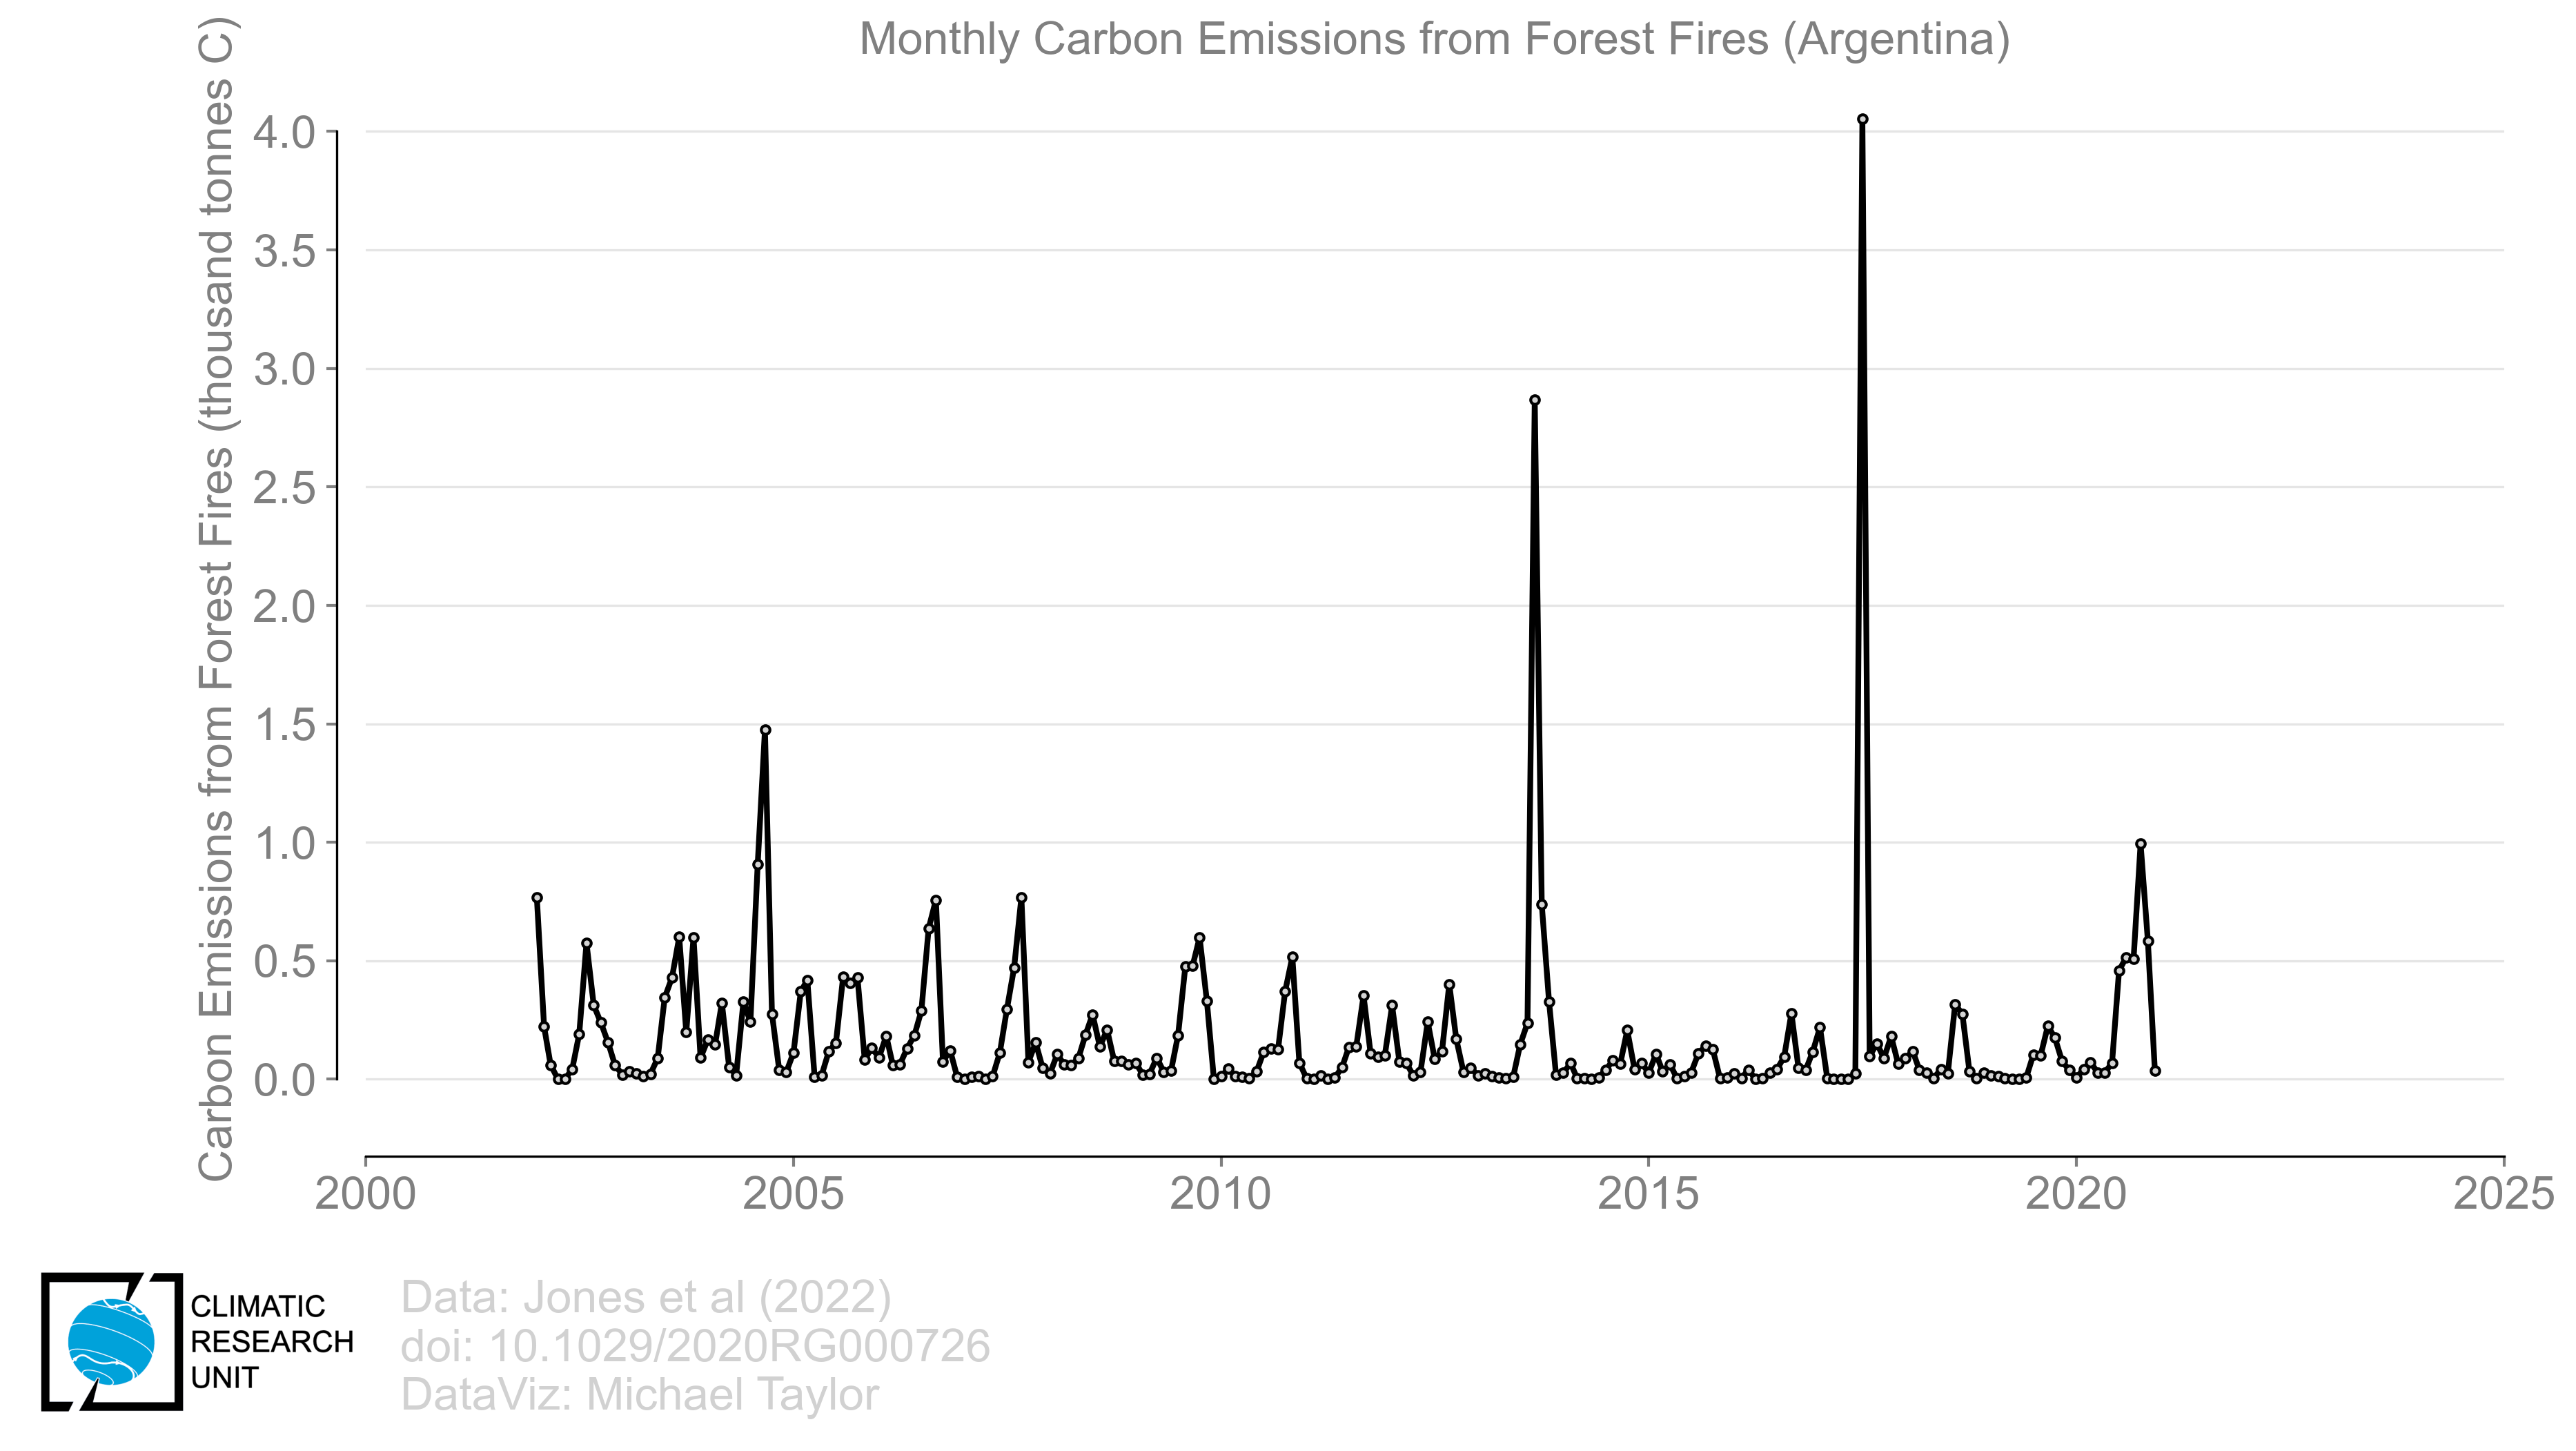 Monthly Carbon Emissions from Forest Fires (Argentina)
Carbon Emissions from Forest Fires (thousand tonnes C)
4.0
3.5
3.0
2.5
2.0
1.5
1.0
0.5
0.0
2000 2005 2010 2015 2020 2025
CLIMATIC
RESEARCH
UNIT
Data: Jones et al (2022)
doi: 10.1029/2020RG000726
DataViz: Michael Taylor